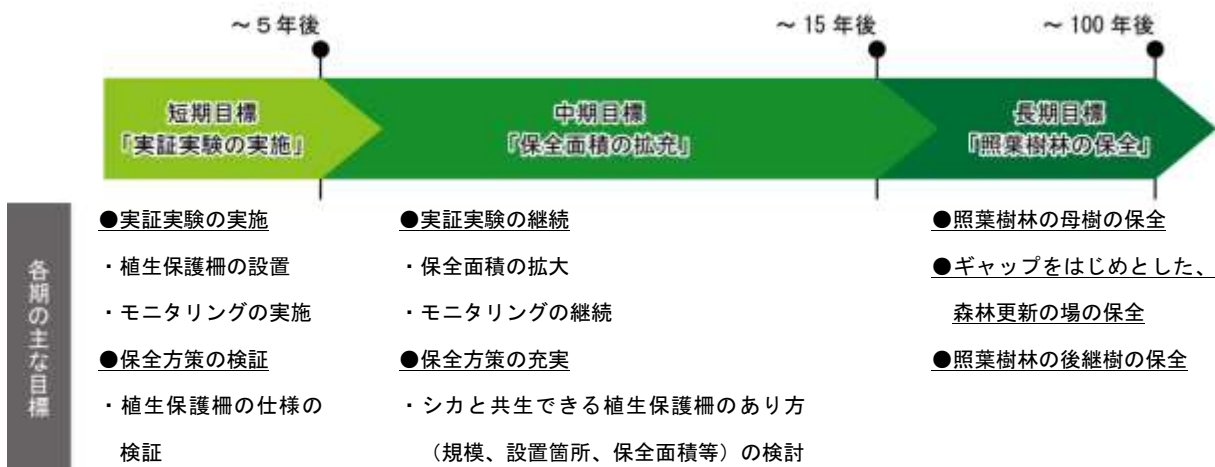 ～５年後
～ 15 年後
～ 100 年後
短期目標
『実証実験の実施』
中期目標
『保全面積の拡充』
長期目標
『照葉樹林の保全』
各期の主な目標
●実証実験の実施
・植生保護柵の設置
・モニタリングの実施
●保全方策の検証
・植生保護柵の仕様の
検証
●実証実験の継続
・保全面積の拡大
・モニタリングの継続
●保全方策の充実
・シカと共生できる植生保護柵のあり方
（規模、設置箇所、保全面積等）の検討
●照葉樹林の母樹の保全
●ギャップをはじめとした、
森林更新の場の保全
●照葉樹林の後継樹の保全